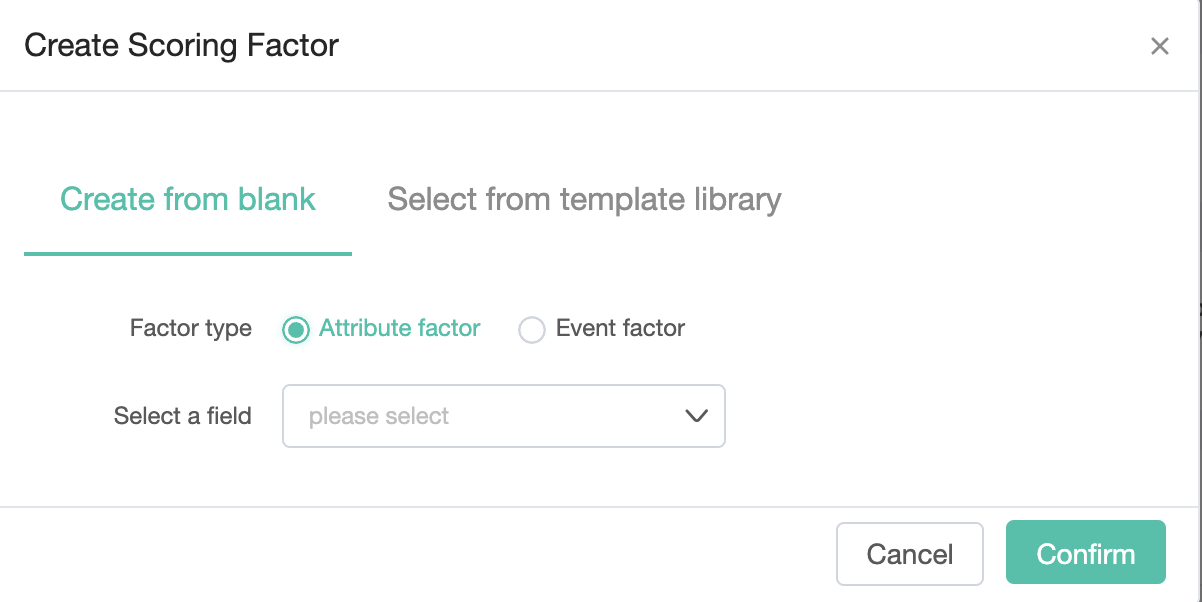 Create Scoring Factor
Create from blank Select from template library
Factor type Attribute factor Event factor
Select a field please select
Cancel Confirm